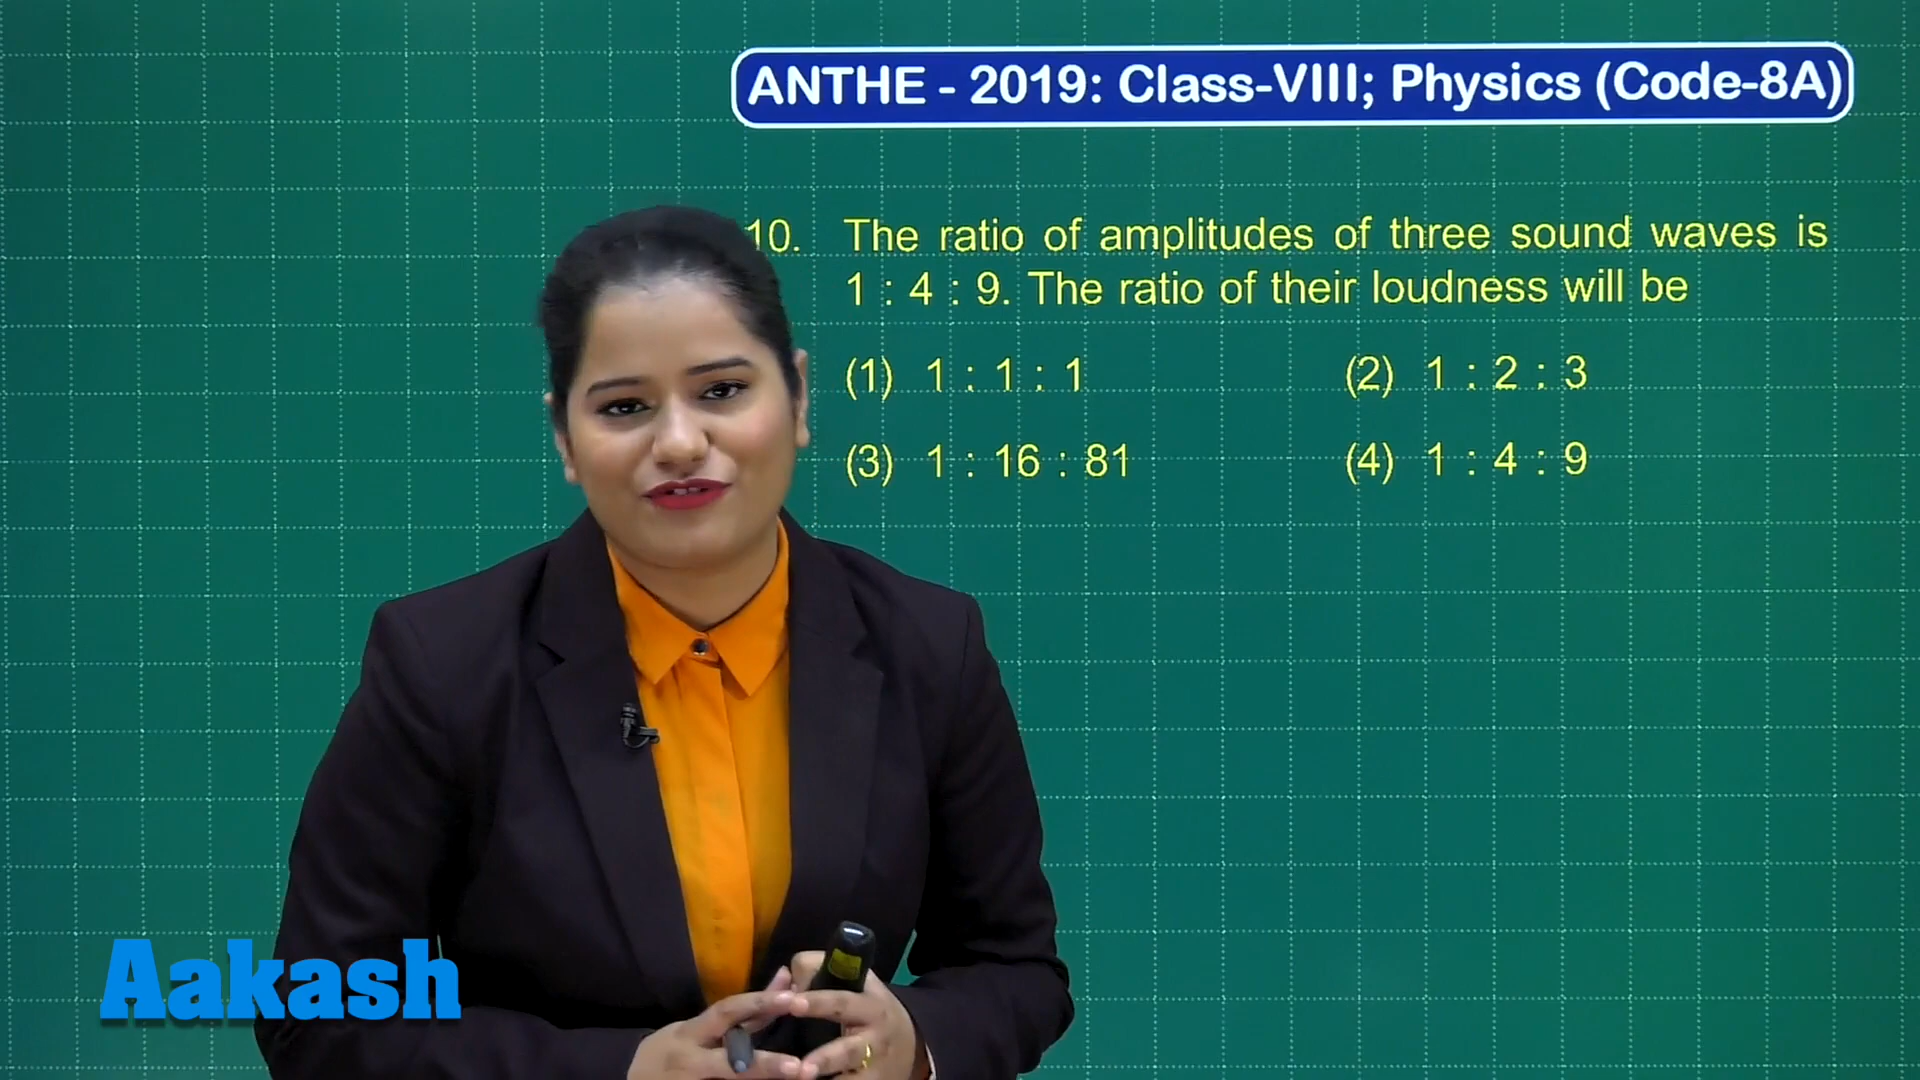 ANTHE - 2019: Class-VIII; Physics (Code-8A)
10. The ratio of amplitudes of three sound waves is
1 : 4 : 9. The ratio of their loudness will be
(1) 1 : 1 : 1 (2) 1 : 2 : 3
(3) 1 : 16 : 81 (4) 1 : 4 : 9
Aakash